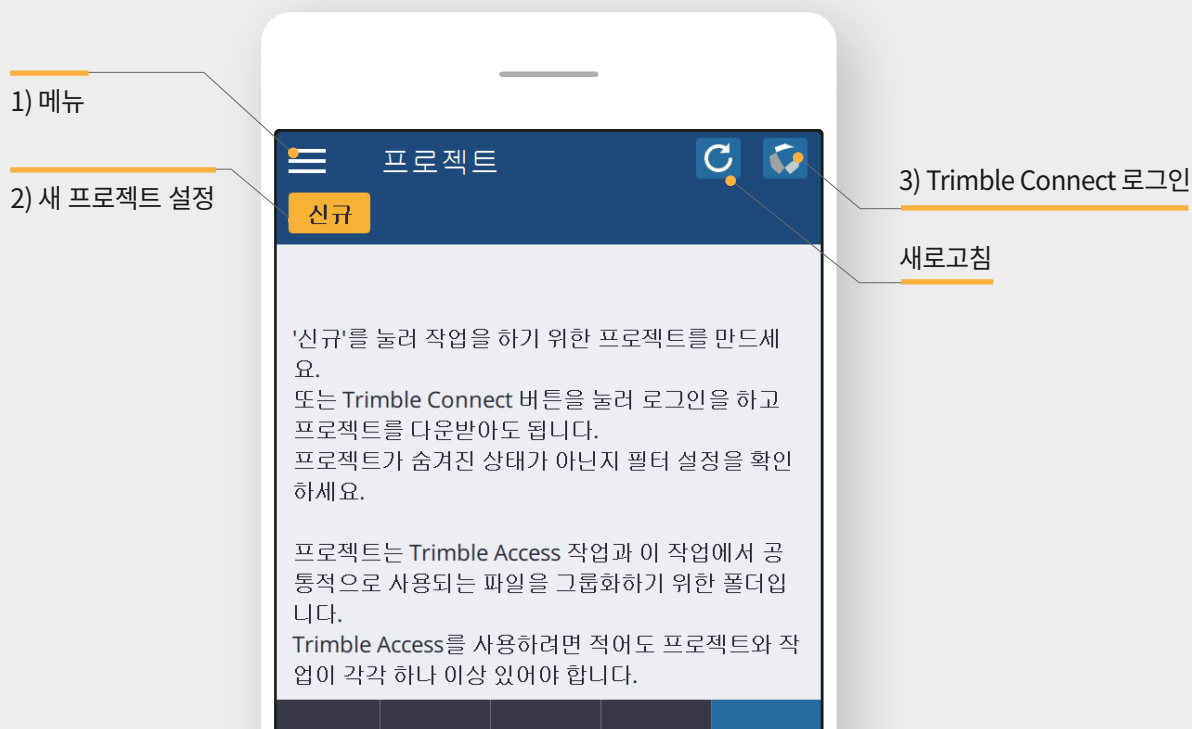 1) 메뉴
2) 새 프로젝트 설정
프로젝트
신규
3) Trimble Connect 로그인
새로고침
'신규'를 눌러 작업을 하기 위한 프로젝트를 만드세
요.
또는 Trimble Connect 버튼을 눌러 로그인을 하고
프로젝트를 다운받아도 됩니다.
프로젝트가 숨겨진 상태가 아닌지 필터 설정을 확인
하세요.
프로젝트는 Trimble Access 작업과 이 작업에서 공
통적으로 사용되는 파일을 그룹화하기 위한 폴더입
니다.
Trimble Access를 사용하려면 적어도 프로젝트와 작
업이 각각 하나 이상 있어야 합니다.